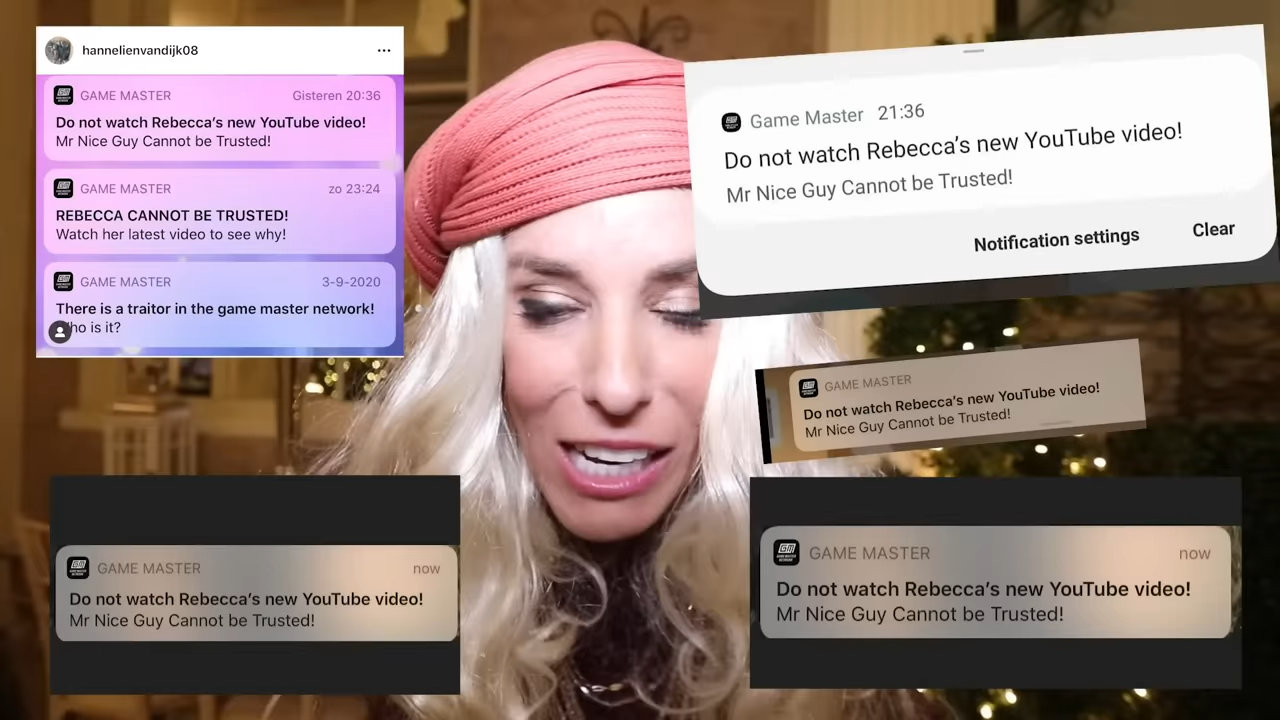 hannelienvandijk08
GAME MASTER Gisteren 20:36
Do not watch Rebecca's new YouTube video!
Mr Nice Guy Cannot be Trusted!
GAME MASTER zo 23:24
REBECCA CANNOT BE TRUSTED!
Watch her latest video to see why!
GAME MASTER 3-9-2020
There is a traitor in the game master network!
ho is it?
Game Master 21:36
Do not watch Rebecca's new YouTube video!
Mr Nice Guy Cannot be Trusted!
Notification settings Clear
GAME MASTER
Do not watch Rebecca's new YouTube video!
Mr Nice Guy Cannot be Trusted!
GAME MASTER now
Do not watch Rebecca's new YouTube video!
Mr Nice Guy Cannot be Trusted!
GAME MASTER now
Do not watch Rebecca's new YouTube video!
Mr Nice Guy Cannot be Trusted!